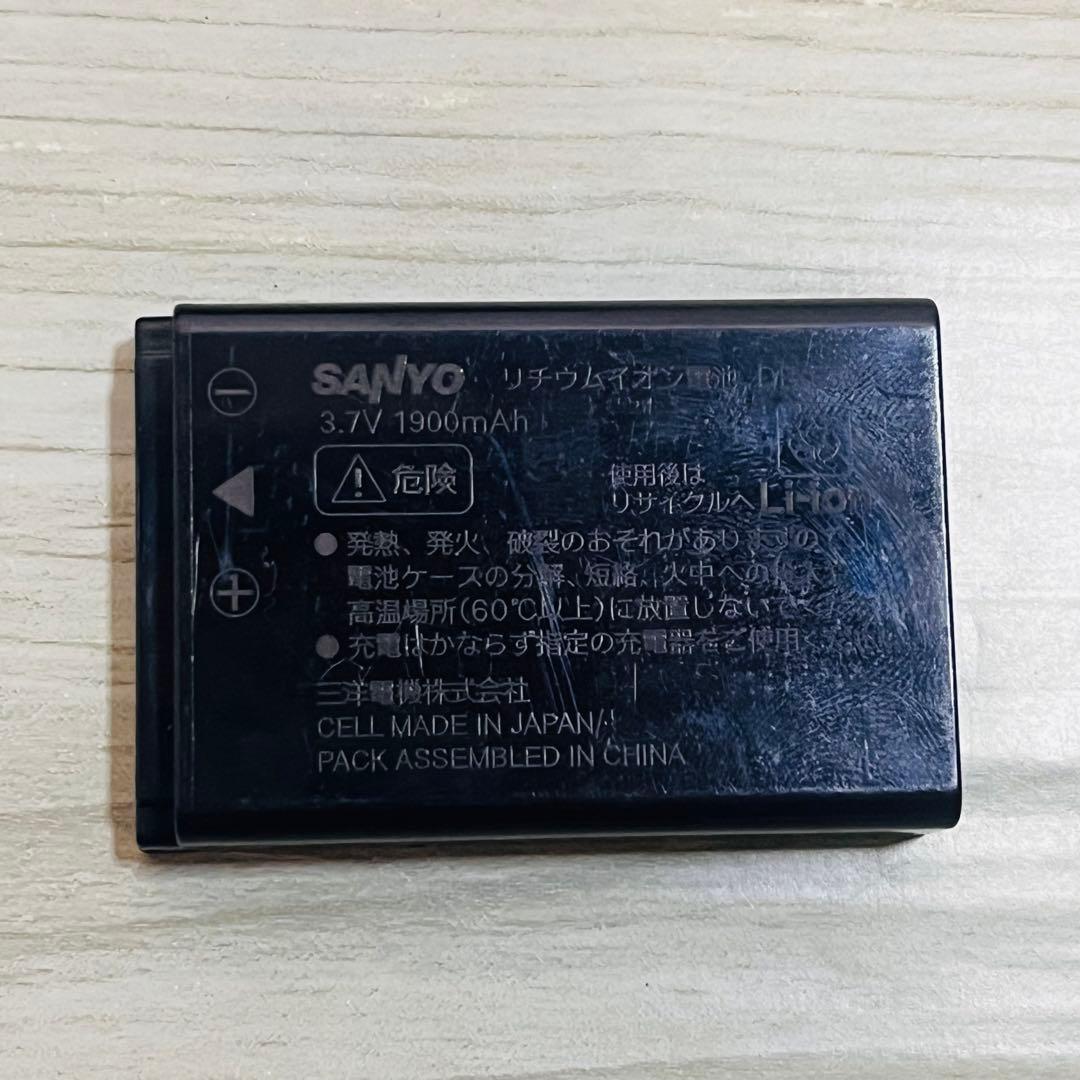 SANYO リチウムイオン電池
3.7V 1900mAh
危険
使用後は
リサイクルへ Li-ion
● 発熱、発火、破裂のおそれがありますので
電池ケースの分解、短絡、火中への投入、
高温場所(60℃以上)に放置しないで
● 充電はかならず指定の充電器をご使用
三洋電機株式会社
CELL MADE IN JAPAN/
PACK ASSEMBLED IN CHINA